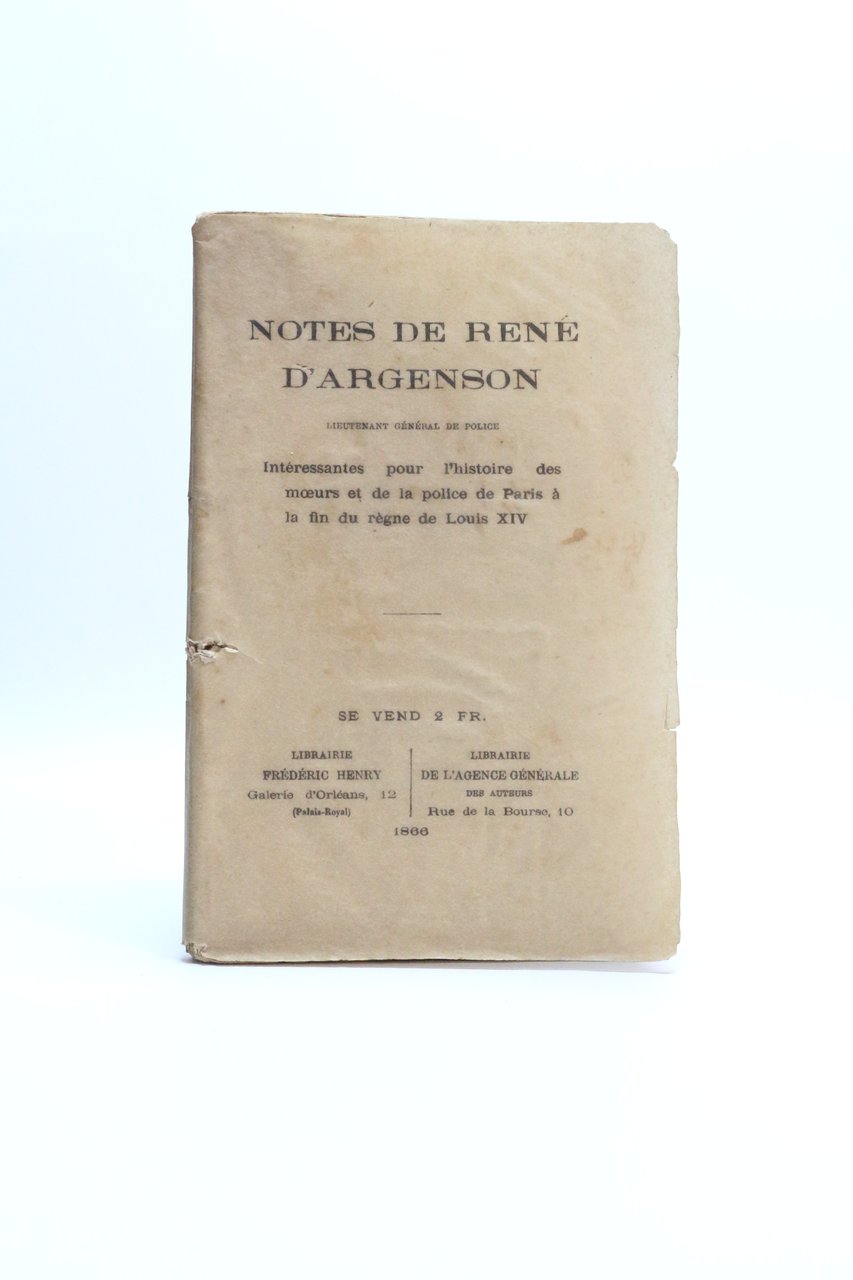 NOTES DE RENÉ
D'ARGENSON
LIEUTENANT GÉNÉRAL DE POLICE
Intéressantes pour l'histoire des
mœurs et de la police de Paris à
la fin du règne de Louis XIV
SE VEND 2 FR.
LIBRAIRIE
FRÉDÉRIC HENRY
Galerie d'Orléans, 12
(Palais-Royal)
LIBRAIRIE
DE L'AGENCE GÉNÉRALE
DES AUTEURS
Rue de la Bourse, 10
1866